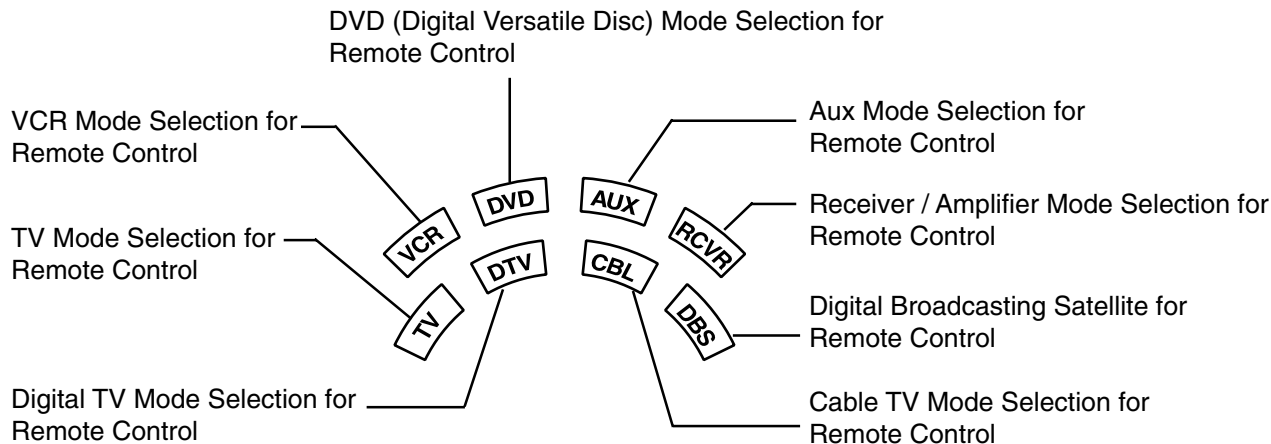 DVD (Digital Versatile Disc) Mode Selection for
Remote Control
VCR Mode Selection for
Remote Control
Aux Mode Selection for
Remote Control
TV Mode Selection for
Remote Control
Receiver / Amplifier Mode Selection for
Remote Control
VCR
DVD
AUX
RCVR
TV
DTV
CBL
DBS
Digital Broadcasting Satellite for
Remote Control
Digital TV Mode Selection for
Remote Control
Cable TV Mode Selection for
Remote Control